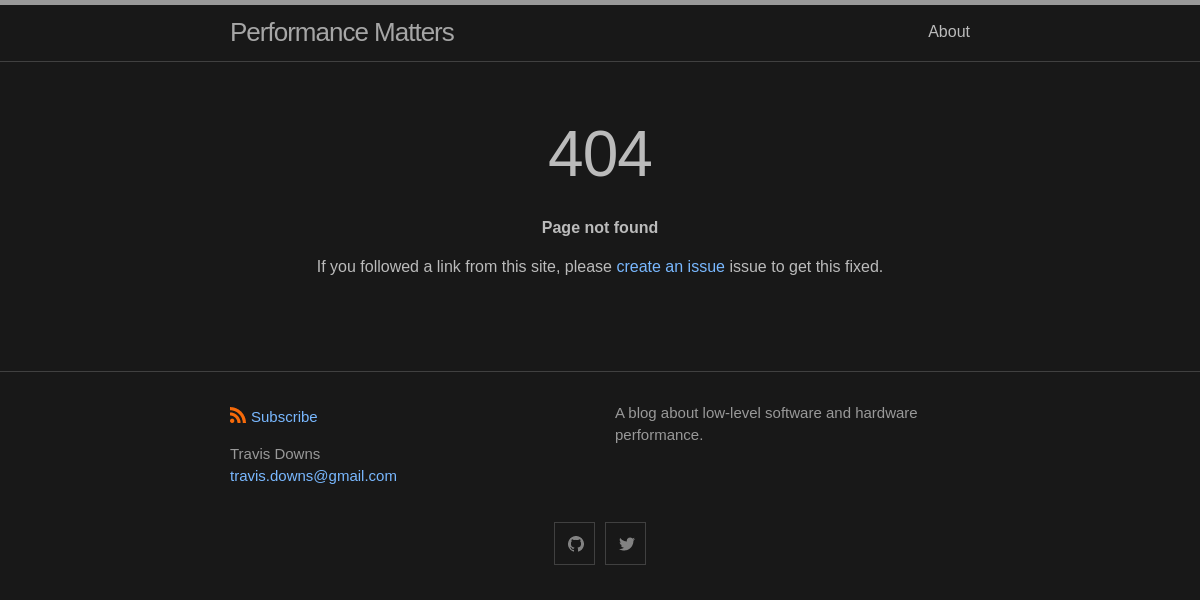 Performance Matters
About
404
Page not found
If you followed a link from this site, please create an issue issue to get this fixed.
Subscribe
Travis Downs
travis.downs@gmail.com
A blog about low-level software and hardware
performance.